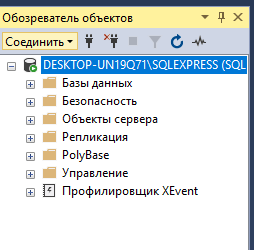 Обозреватель объектов
Соединить
DESKTOP-UN19Q71\SQLEXPRESS (SQL
Базы данных
Безопасность
Объекты сервера
Репликация
PolyBase
Управление
Профилировщик XEvent